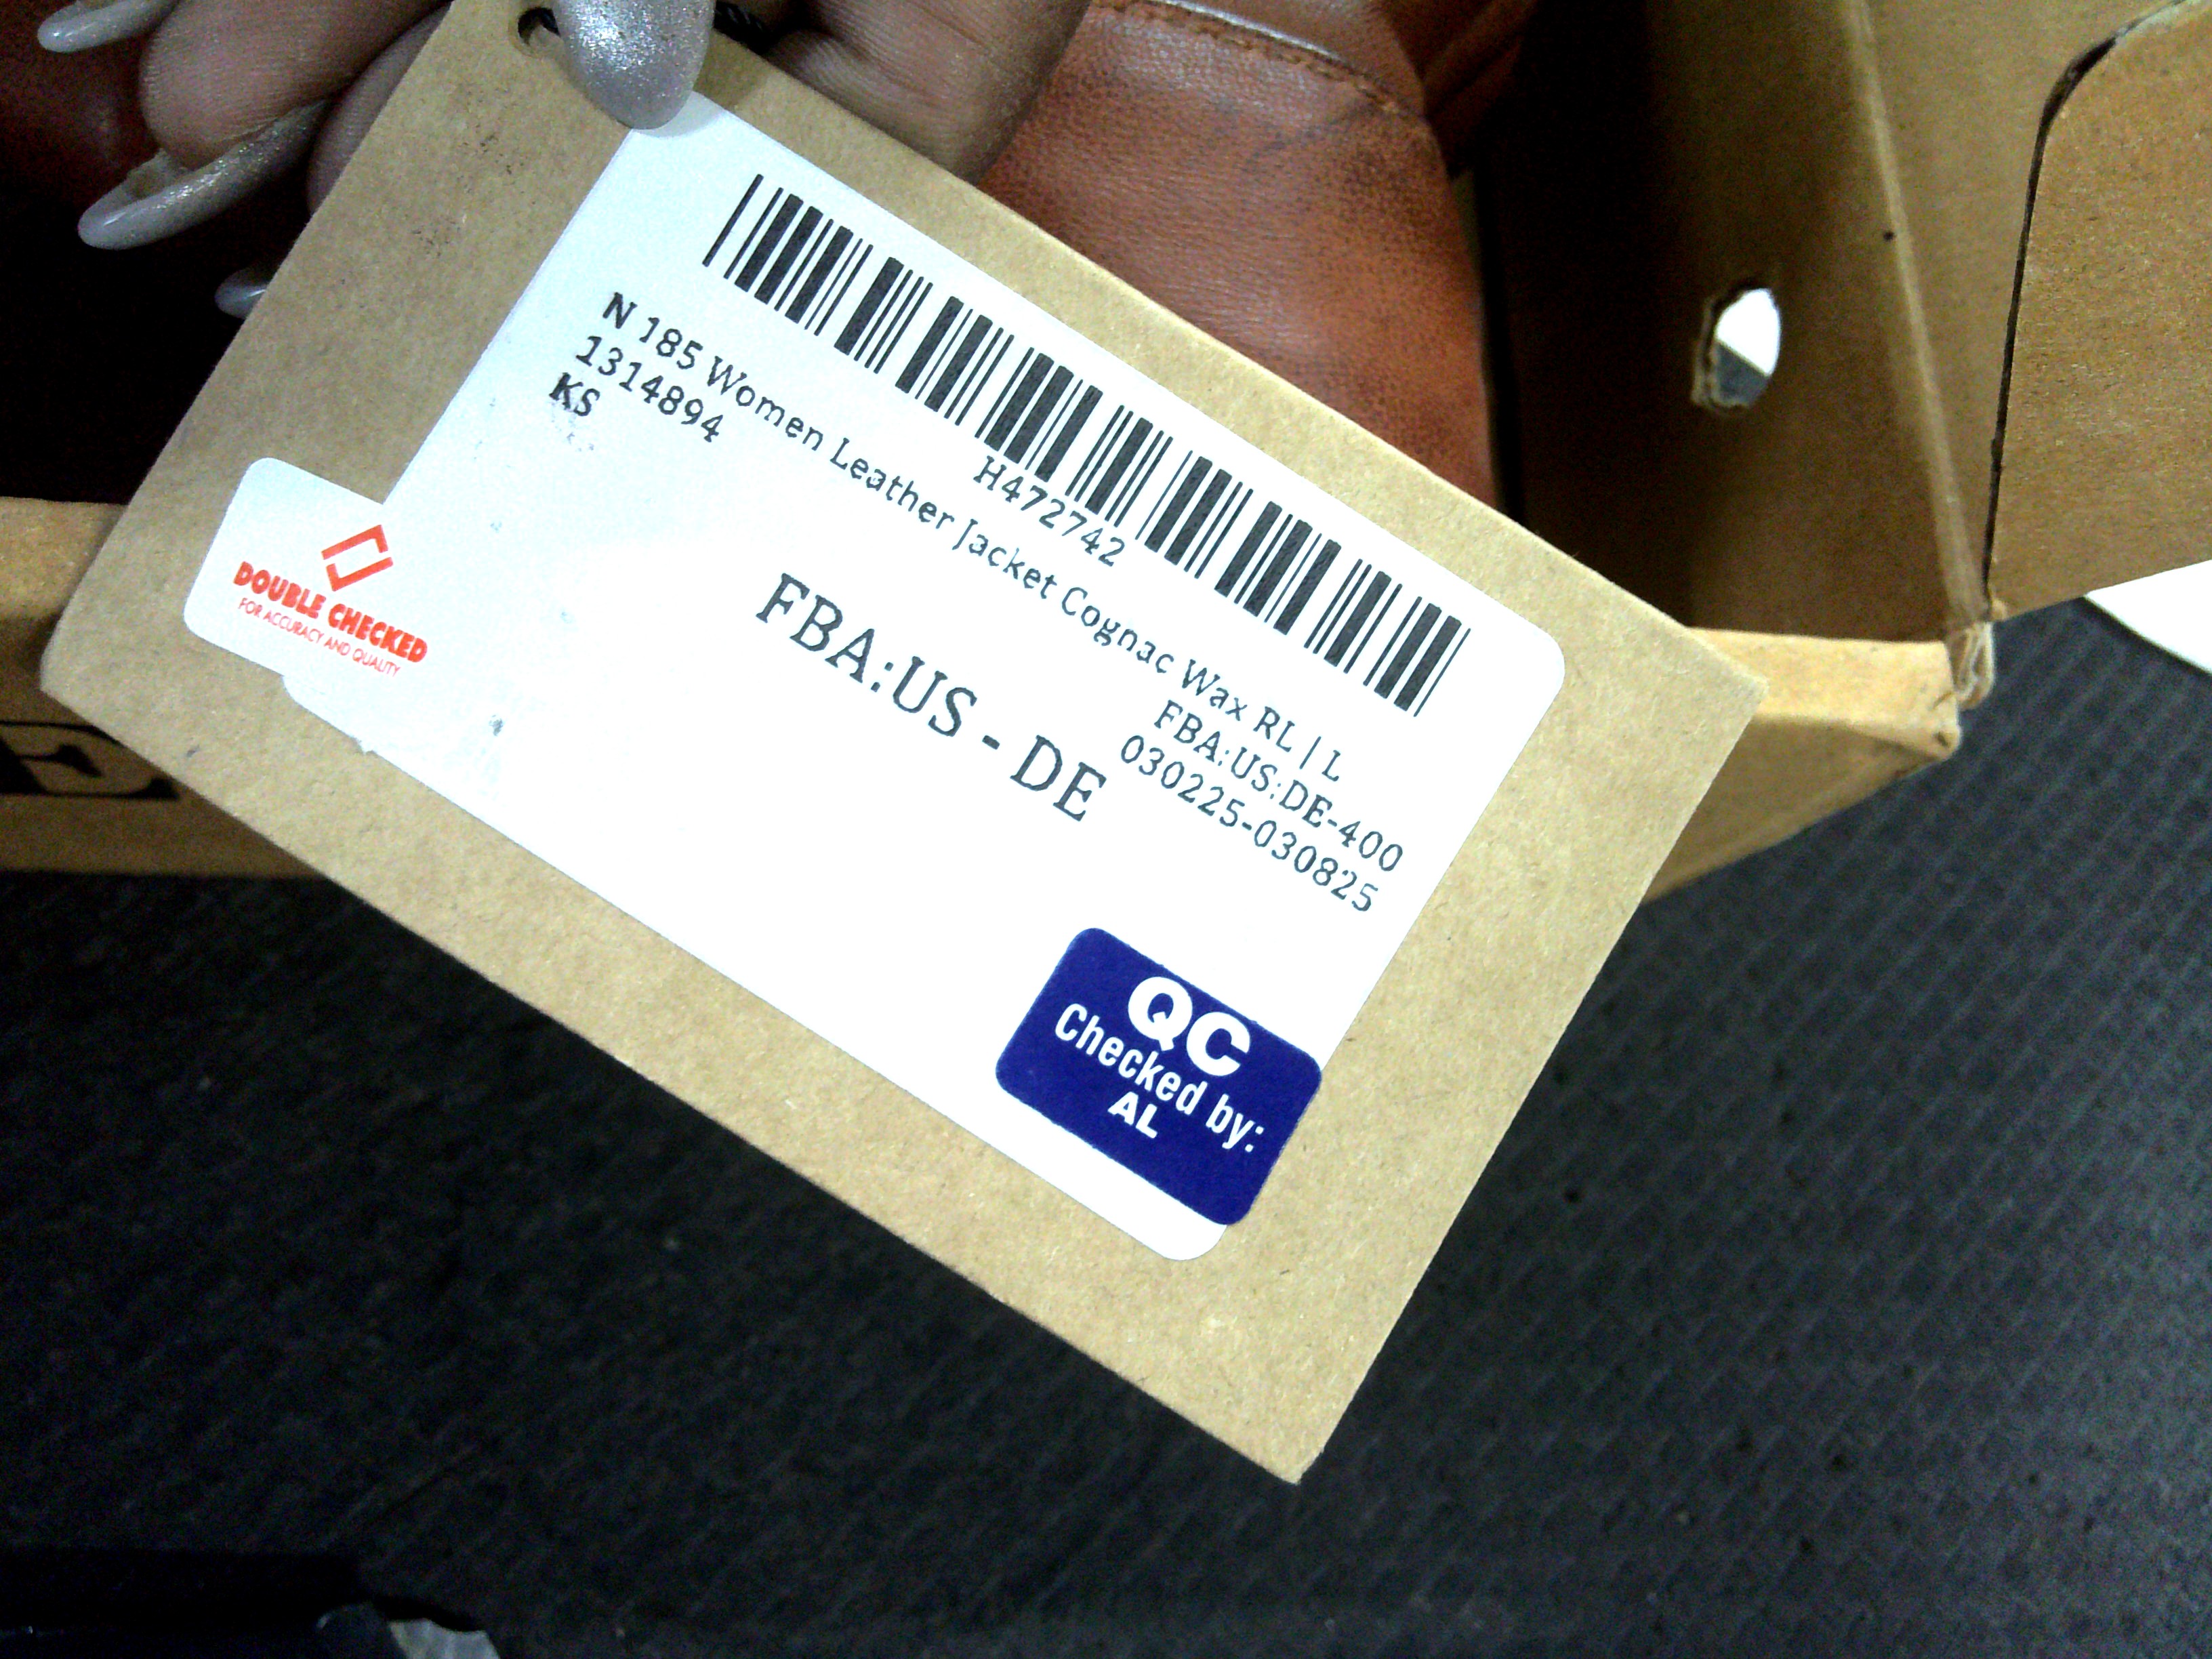 H472742
N 185 Women Leather Jacket Cognac Wax RL | L
1314894 FBA:US:DE-400
KS 030225-030825
FBA:US - DE
DOUBLE CHECKED
FOR ACCURACY AND QUALITY
QC
Checked by:
AL